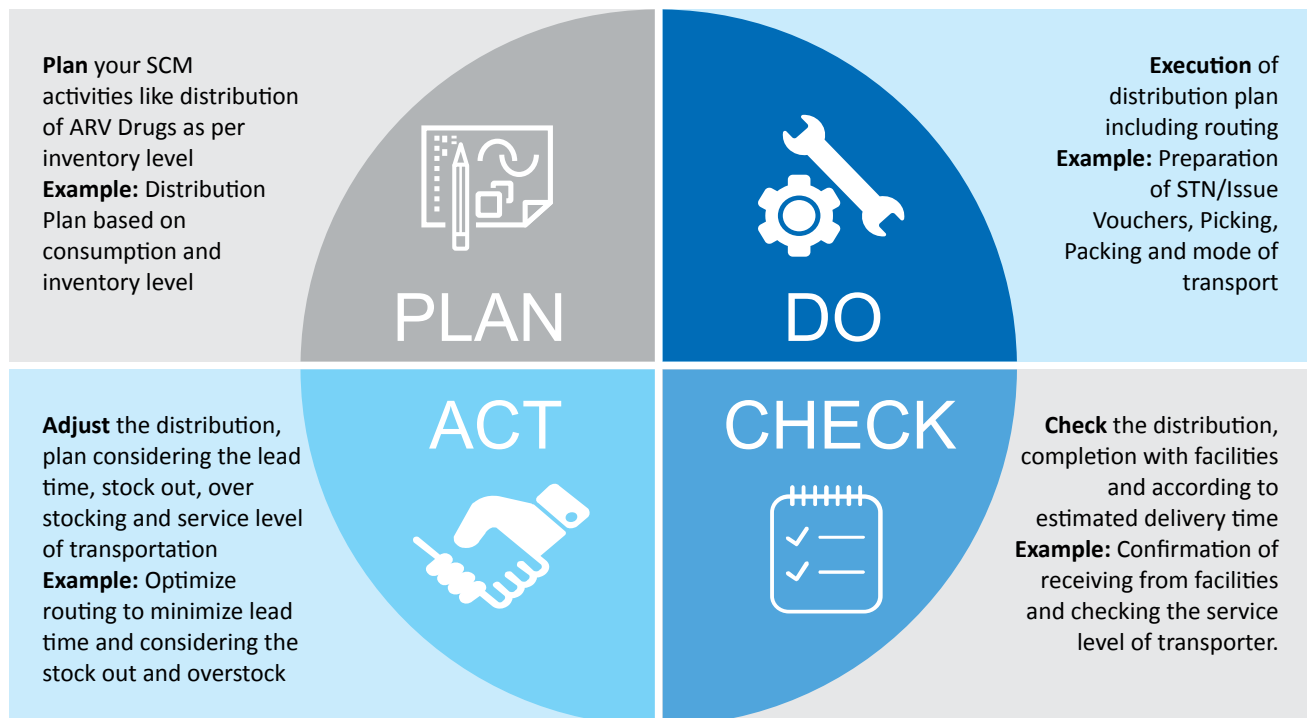 Plan your SCM
activities like distribution
of ARV Drugs as per
inventory level
Example: Distribution
Plan based on
consumption and
inventory level
PLAN
DO
Execution of
distribution plan
including routing
Example: Preparation
of STN/Issue
Vouchers, Picking,
Packing and mode of
transport
Adjust the distribution,
plan considering the lead
time, stock out, over
stocking and service level
of transportation
Example: Optimize
routing to minimize lead
time and considering the
stock out and overstock
ACT
CHECK
Check the distribution,
completion with facilities
and according to
estimated delivery time
Example: Confirmation of
receiving from facilities
and checking the service
level of transporter.